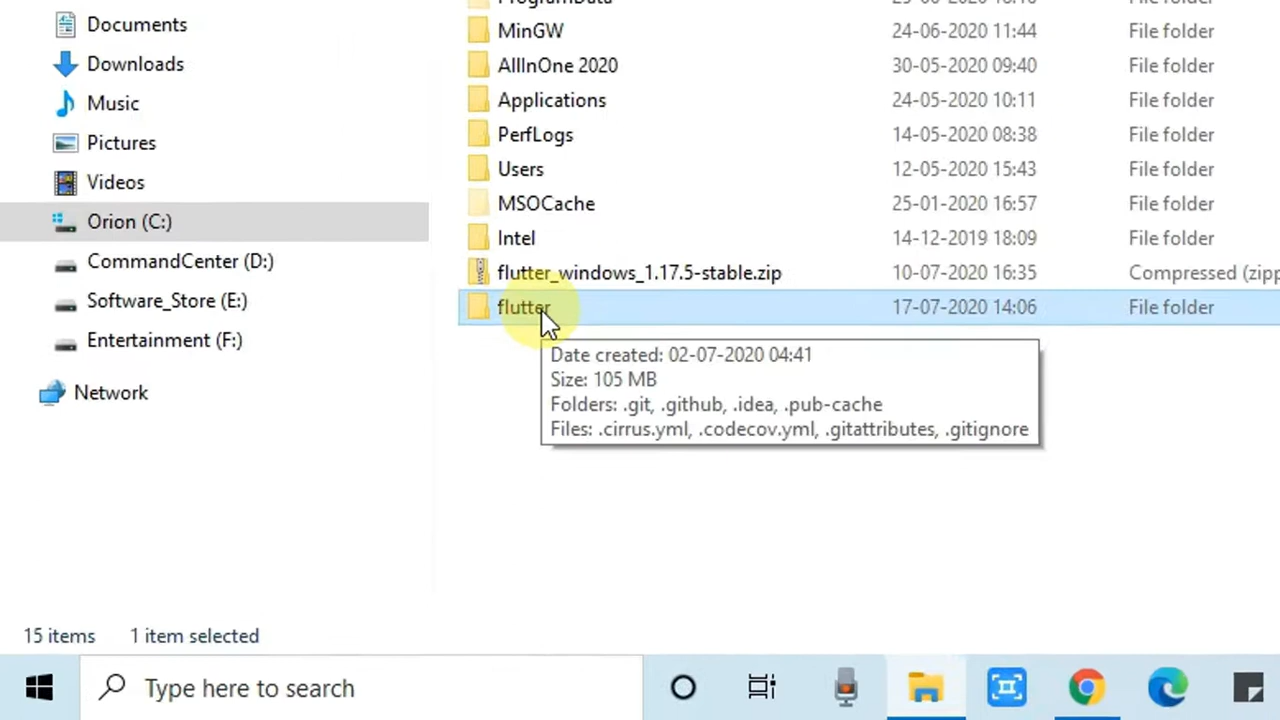 Documents
Downloads
Music
Pictures
Videos
Orion (C:)
CommandCenter (D:)
Software_Store (E:)
Entertainment (F:)
Network
MinGW 24-06-2020 11:44 File folder
AllInOne 2020 30-05-2020 09:40 File folder
Applications 24-05-2020 10:11 File folder
PerfLogs 14-05-2020 08:38 File folder
Users 12-05-2020 15:43 File folder
MSOCache 25-01-2020 16:57 File folder
Intel 14-12-2019 18:09 File folder
flutter_windows_1.17.5-stable.zip 10-07-2020 16:35 Compressed (zipp
flutter 17-07-2020 14:06 File folder
Date created: 02-07-2020 04:41
Size: 105 MB
Folders: .git, .github, .idea, .pub-cache
Files: .cirrus.yml, .codecov.yml, .gitattributes, .gitignore
15 items 1 item selected
Type here to search